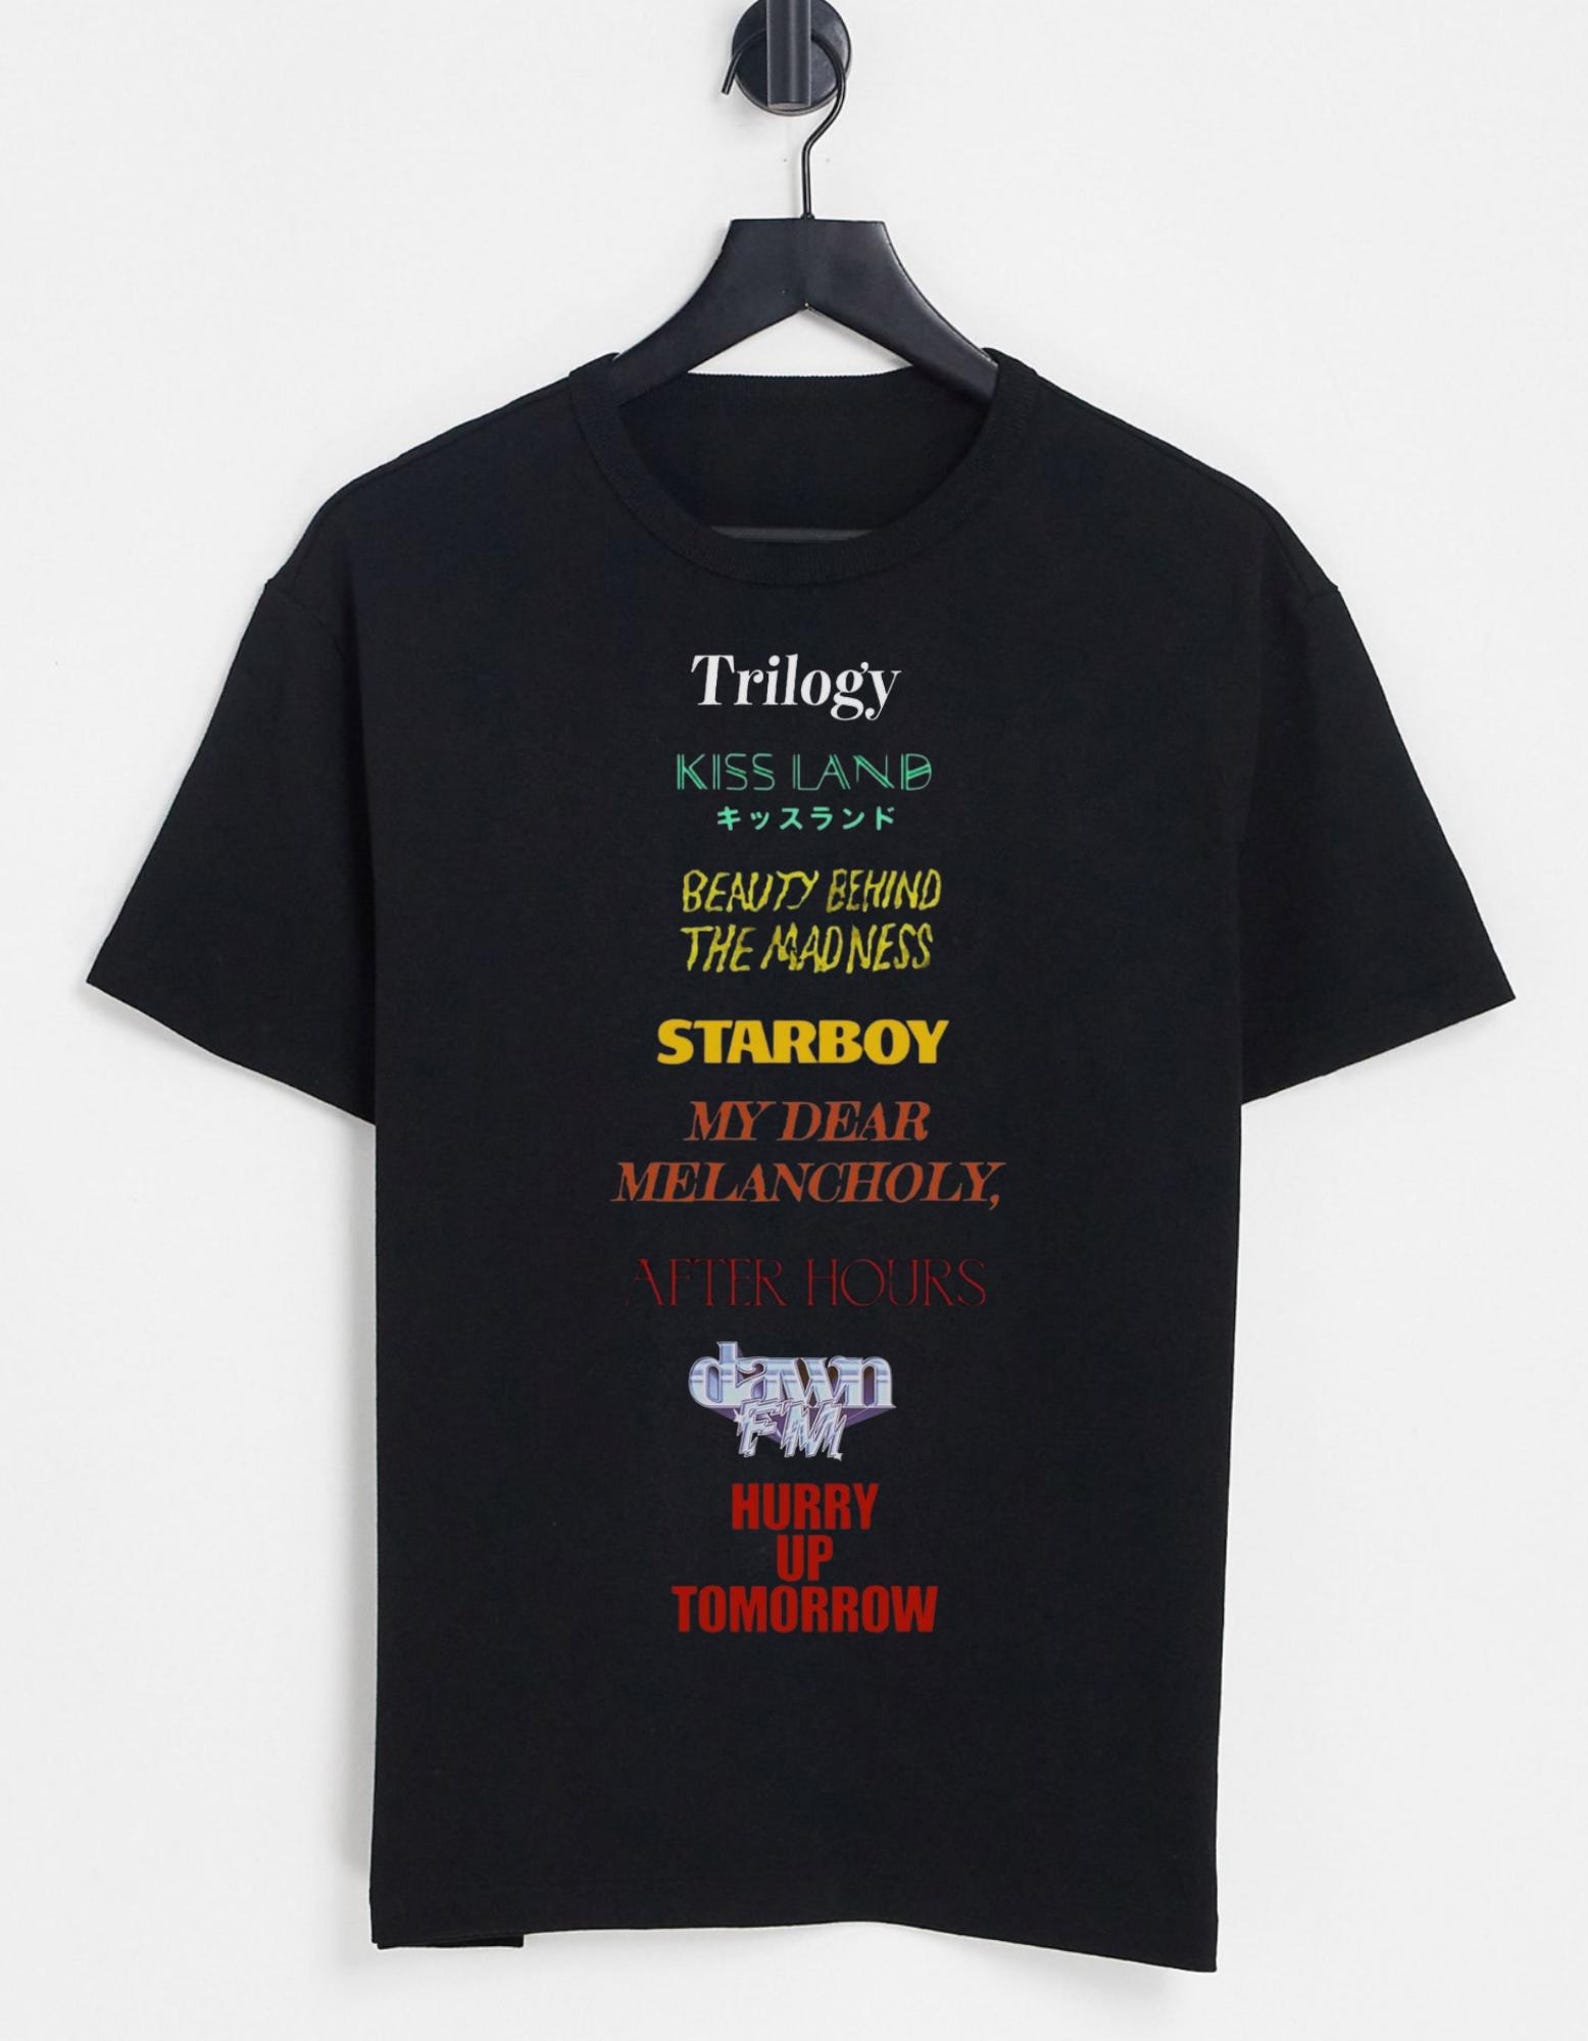 Trilogy
KISS LAND
キッスランド
BEAUTY BEHIND
THE MADNESS
STARBOY
MY DEAR
MELANCHOLY,
AFTER HOURS
dawn
FM
HURRY
UP
TOMORROW